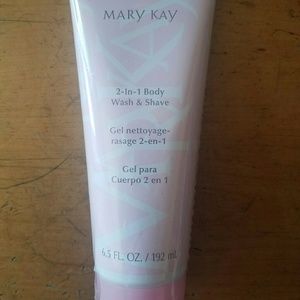 MARY KAY
2-In-1 Body
Wash & Shave
Gel nettoyage-
rasage 2-en-1
Gel para
Cuerpo 2 en 1
6.5 FL. OZ. / 192 mL